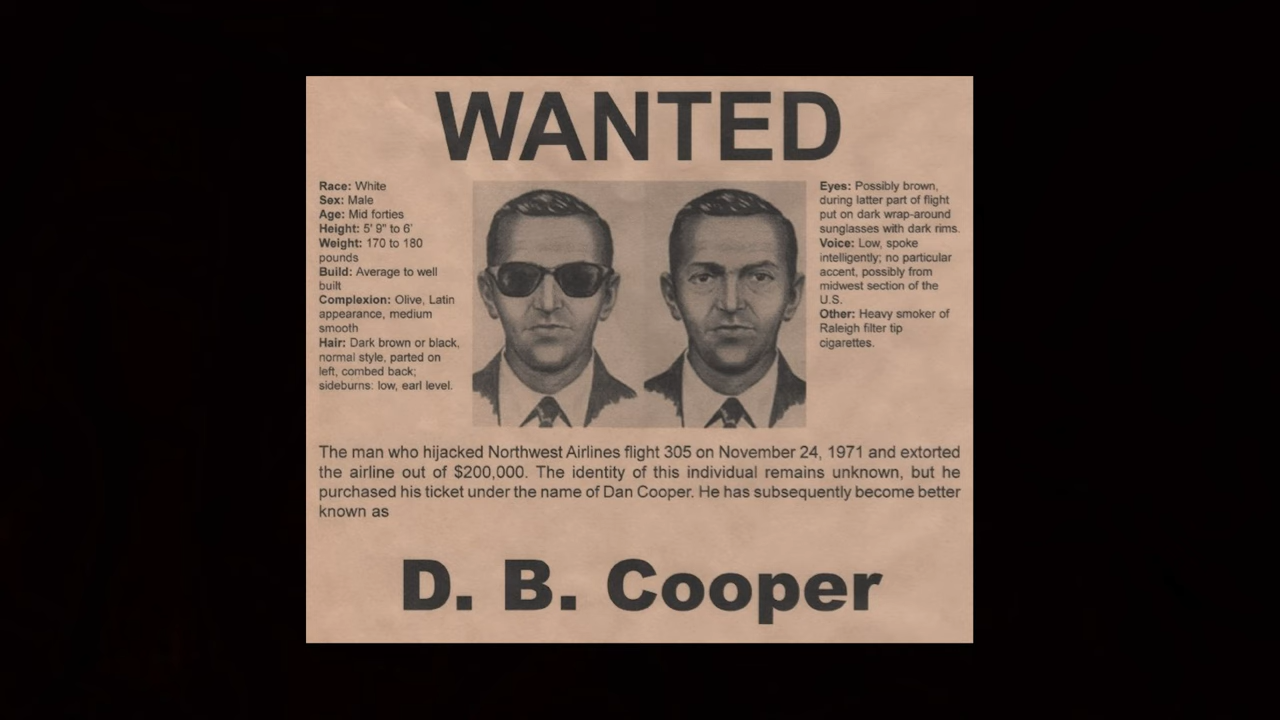 WANTED
Race: White
Sex: Male
Age: Mid forties
Height: 5' 9" to 6'
Weight: 170 to 180
pounds
Build: Average to well
built
Complexion: Olive, Latin
appearance, medium
smooth
Hair: Dark brown or black,
normal style, parted on
left, combed back;
sideburns: low, earl level.
Eyes: Possibly brown,
during latter part of flight
put on dark wrap-around
sunglasses with dark rims.
Voice: Low, spoke
intelligently; no particular
accent, possibly from
midwest section of the
U.S.
Other: Heavy smoker of
Raleigh filter tip
cigarettes.
The man who hijacked Northwest Airlines flight 305 on November 24, 1971 and extorted
the airline out of $200,000. The identity of this individual remains unknown, but he
purchased his ticket under the name of Dan Cooper. He has subsequently become better
known as
D. B. Cooper